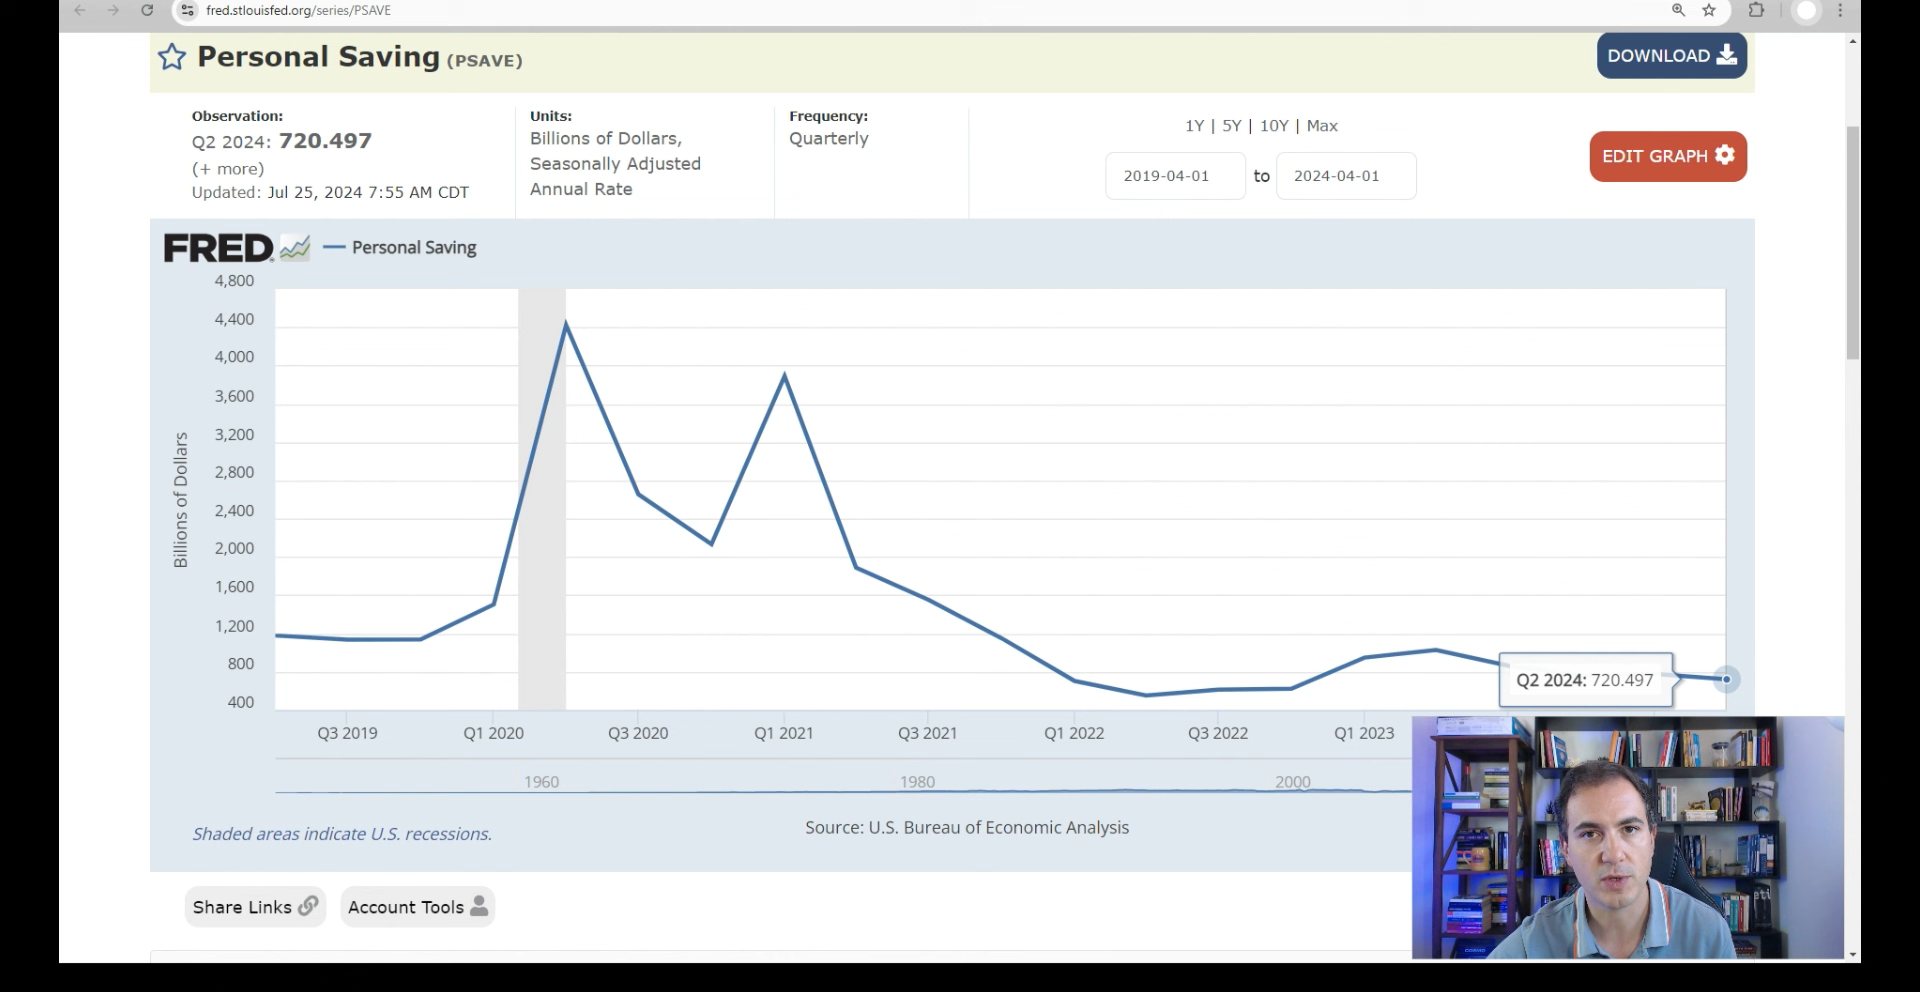 fred.stlouisfed.org/series/PSAVE
Personal Saving (PSAVE)
DOWNLOAD
Observation:
Q2 2024: 720.497
(+ more)
Updated: Jul 25, 2024 7:55 AM CDT
Units:
Billions of Dollars,
Seasonally Adjusted
Annual Rate
Frequency:
Quarterly
1Y | 5Y | 10Y | Max
2019-04-01 to 2024-04-01
EDIT GRAPH
FRED
Personal Saving
4,800
4,400
4,000
3,600
3,200
2,800
2,400
2,000
1,600
1,200
800
400
Billions of Dollars
Q2 2024: 720.497
Q3 2019 Q1 2020 Q3 2020 Q1 2021 Q3 2021 Q1 2022 Q3 2022 Q1 2023
1960 1980 2000
Shaded areas indicate U.S. recessions.
Source: U.S. Bureau of Economic Analysis
Share Links
Account Tools